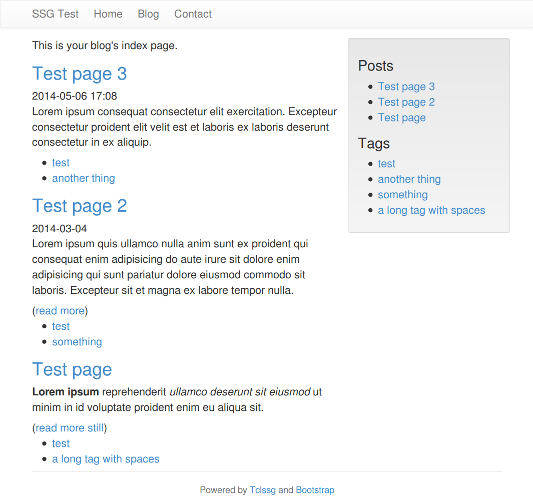 SSG Test Home Blog Contact
This is your blog's index page.
Test page 3
2014-05-06 17:08
Lorem ipsum consequat consectetur elit exercitation. Excepteur
consectetur proident elit velit est et laboris ex laboris deserunt
consectetur in ex aliquip.
test
another thing
Test page 2
2014-03-04
Lorem ipsum quis ullamco nulla anim sunt ex proident qui
consequat enim adipisicing do aute irure sit dolore enim
adipisicing qui sunt pariatur dolore eiusmod commodo sit
laboris. Excepteur sit et magna ex labore tempor nulla.
(read more)
test
something
Test page
Lorem ipsum reprehenderit ullamco deserunt sit eiusmod ut
minim in id voluptate proident enim eu aliqua sit.
(read more still)
test
a long tag with spaces
Posts
Test page 3
Test page 2
Test page
Tags
test
another thing
something
a long tag with spaces
Powered by Tclssg and Bootstrap